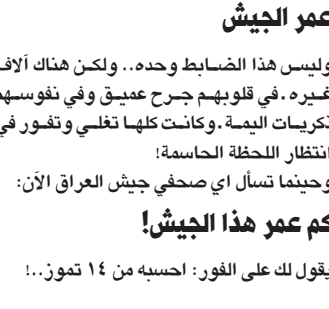 عمر الجيش
وليس هذا الضابط وحده.. ولكن هناك آلاف
غيره. في قلوبهم جرح عميق وفي نفوسهم
ذكريات اليمة. وكانت كلها تغلي وتفور في
انتظار اللحظة الحاسمة!
وحينما تسأل اي صحفي جيش العراق الآن:
كم عمر هذا الجيش!
يقول لك على الفور: احسبه من ١٤ تموز..!